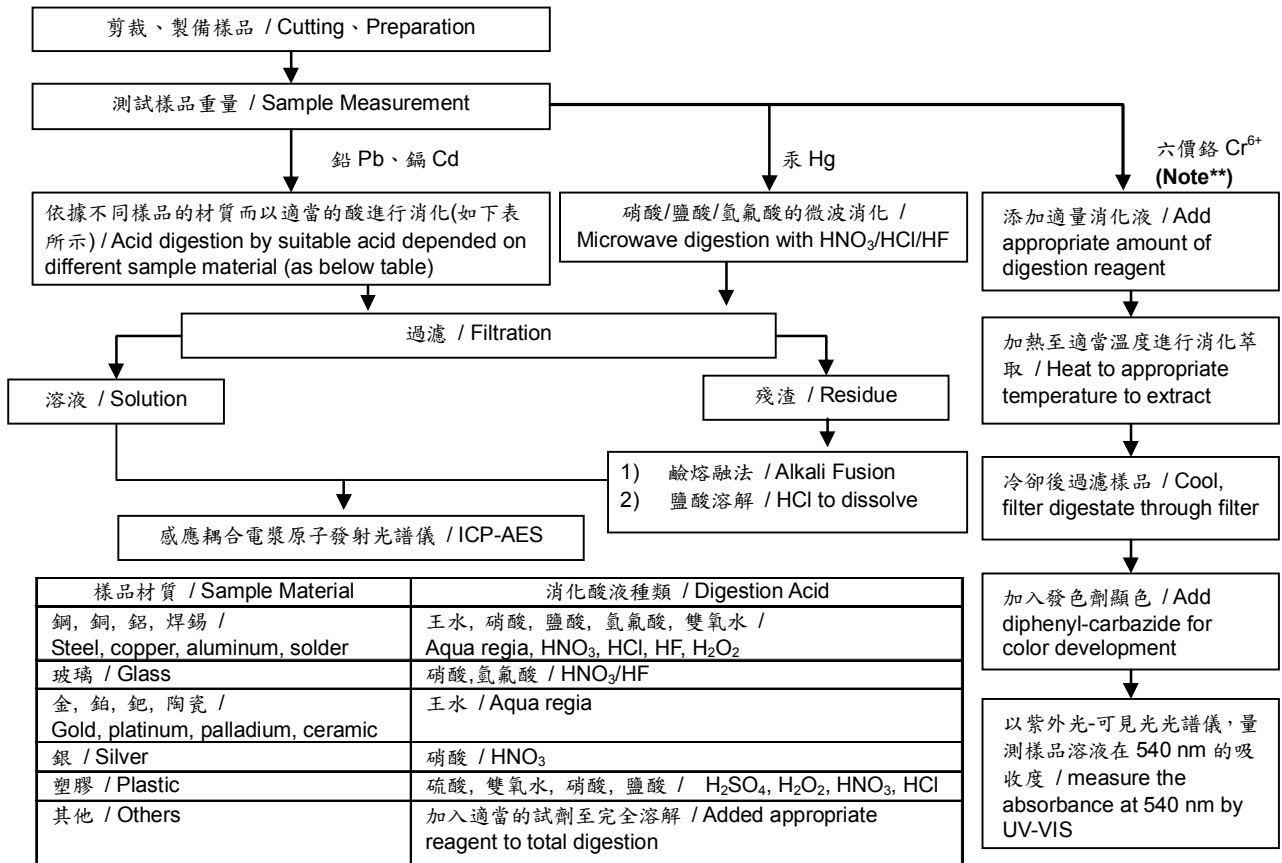 剪裁、製備樣品 / Cutting、Preparation
測試樣品重量 / Sample Measurement
鉛 Pb、鎘 Cd
汞 Hg
六價鉻 Cr⁶⁺
(Note**)
依據不同樣品的材質而以適當的酸進行消化(如下表
所示) / Acid digestion by suitable acid depended on
different sample material (as below table)
硝酸/鹽酸/氫氟酸的微波消化 /
Microwave digestion with HNO₃/HCl/HF
添加適量消化液 / Add
appropriate amount of
digestion reagent
過濾 / Filtration
加熱至適當溫度進行消化萃
取 / Heat to appropriate
temperature to extract
溶液 / Solution
殘渣 / Residue
1) 鹼熔融法 / Alkali Fusion
2) 鹽酸溶解 / HCl to dissolve
冷卻後過濾樣品 / Cool,
filter digestate through filter
感應耦合電漿原子發射光譜儀 / ICP-AES
加入發色劑顯色 / Add
diphenyl-carbazide for
color development
以紫外光-可見光光譜儀，量
測樣品溶液在 540 nm 的吸
收度 / measure the
absorbance at 540 nm by
UV-VIS
樣品材質 / Sample Material
消化酸液種類 / Digestion Acid
鋼, 銅, 鋁, 焊錫 /
Steel, copper, aluminum, solder
王水, 硝酸, 鹽酸, 氫氟酸, 雙氧水 /
Aqua regia, HNO₃, HCl, HF, H₂O₂
玻璃 / Glass
硝酸,氫氟酸 / HNO₃/HF
金, 鉑, 鈀, 陶瓷 /
Gold, platinum, palladium, ceramic
王水 / Aqua regia
銀 / Silver
硝酸 / HNO₃
塑膠 / Plastic
硫酸, 雙氧水, 硝酸, 鹽酸 / H₂SO₄, H₂O₂, HNO₃, HCl
其他 / Others
加入適當的試劑至完全溶解 / Added appropriate
reagent to total digestion